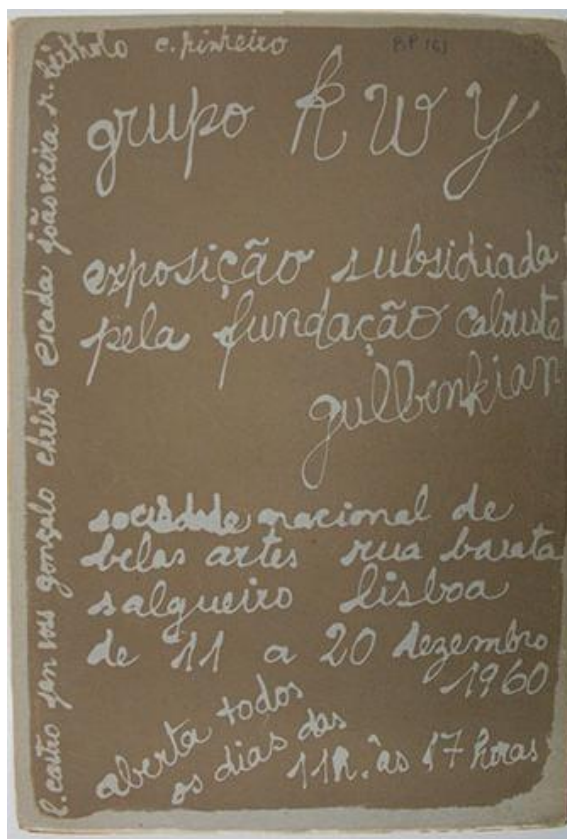 l. castro jan voss gonçalo christo escada joão vieira r. bértholo c. pinheiro
BP 161
grupo kwy
exposição subsidiada
pela fundação calouste
gulbenkian
sociedade nacional de
belas artes rua barata
salgueiro lisboa
de 11 a 20 dezembro
1960
aberta todos
os dias das
11h. às 17 horas